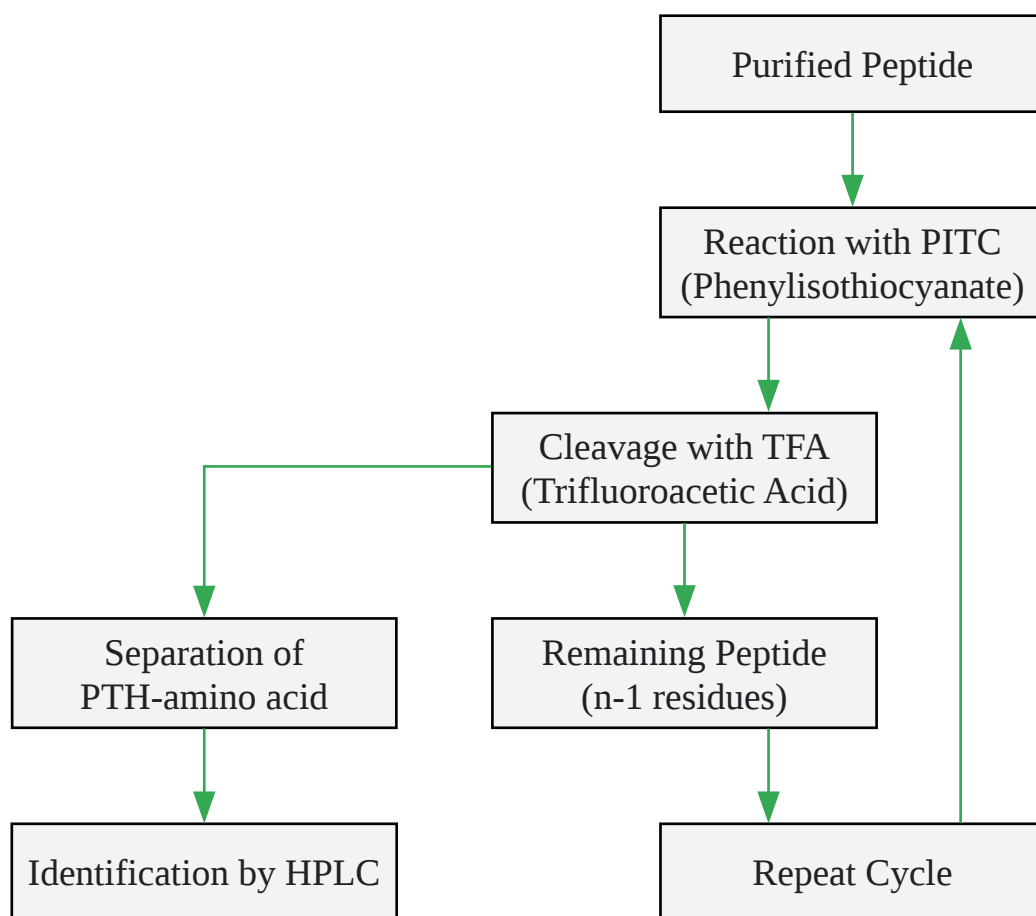 Purified Peptide
Reaction with PITC
(Phenylisothiocyanate)
Cleavage with TFA
(Trifluoroacetic Acid)
Separation of
PTH-amino acid
Remaining Peptide
(n-1 residues)
Identification by HPLC
Repeat Cycle